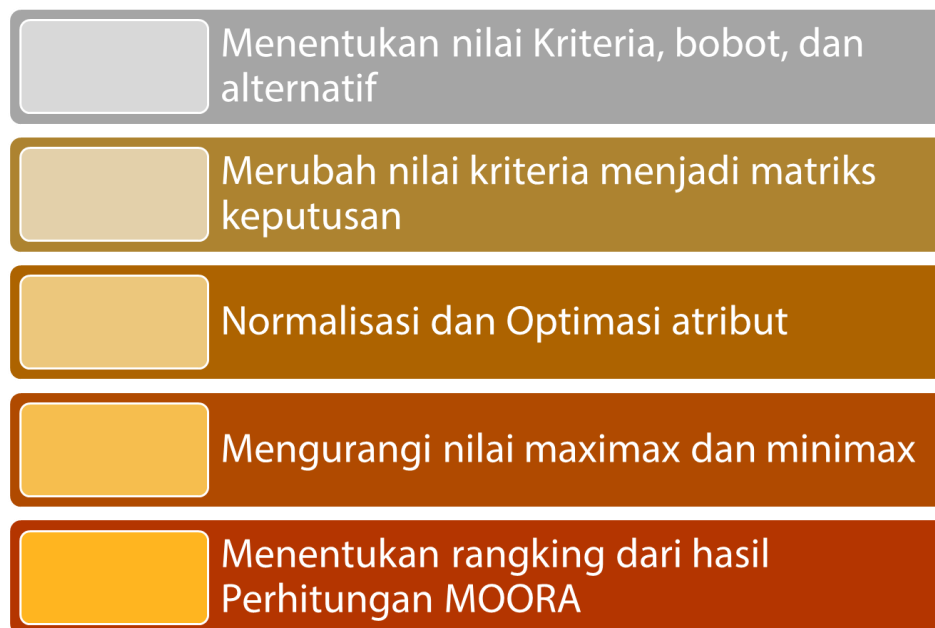 Menentukan nilai Kriteria, bobot, dan
alternatif
Merubah nilai kriteria menjadi matriks
keputusan
Normalisasi dan Optimasi atribut
Mengurangi nilai maximax dan minimax
Menentukan rangking dari hasil
Perhitungan MOORA